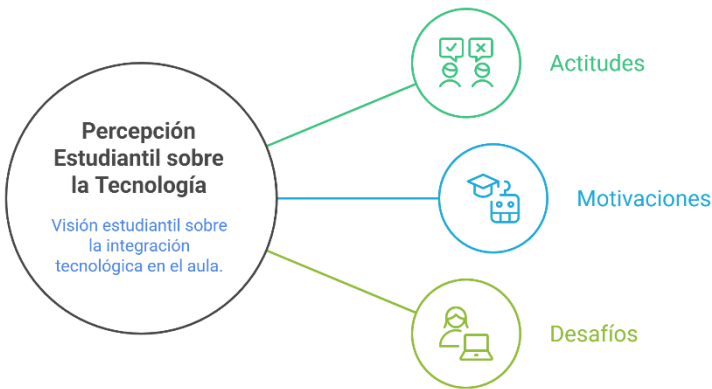 Percepción
Estudiantil sobre
la Tecnología
Visión estudiantil sobre
la integración
tecnológica en el aula.
Actitudes
Motivaciones
Desafíos